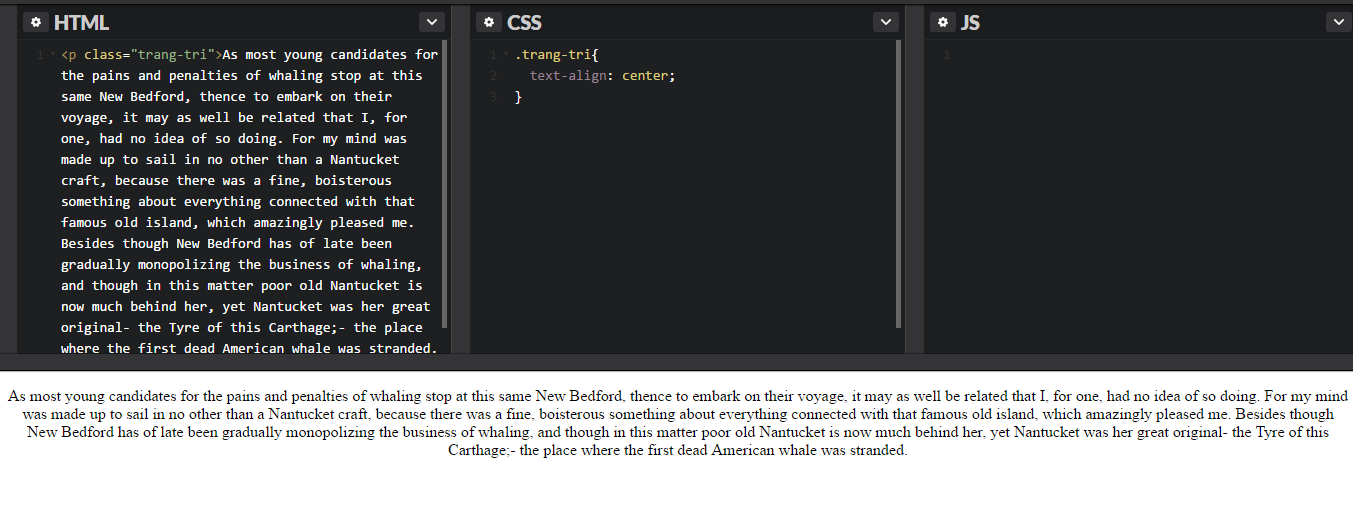 HTML
1 <p class="trang-tri">As most young candidates for
the pains and penalties of whaling stop at this
same New Bedford, thence to embark on their
voyage, it may as well be related that I, for
one, had no idea of so doing. For my mind was
made up to sail in no other than a Nantucket
craft, because there was a fine, boisterous
something about everything connected with that
famous old island, which amazingly pleased me.
Besides though New Bedford has of late been
gradually monopolizing the business of whaling,
and though in this matter poor old Nantucket is
now much behind her, yet Nantucket was her great
original- the Tyre of this Carthage;- the place
where the first dead American whale was stranded.
CSS
1 .trang-tri{
2 text-align: center;
3 }
JS
1
As most young candidates for the pains and penalties of whaling stop at this same New Bedford, thence to embark on their voyage, it may as well be related that I, for one, had no idea of so doing. For my mind
was made up to sail in no other than a Nantucket craft, because there was a fine, boisterous something about everything connected with that famous old island, which amazingly pleased me. Besides though
New Bedford has of late been gradually monopolizing the business of whaling, and though in this matter poor old Nantucket is now much behind her, yet Nantucket was her great original- the Tyre of this
Carthage;- the place where the first dead American whale was stranded.